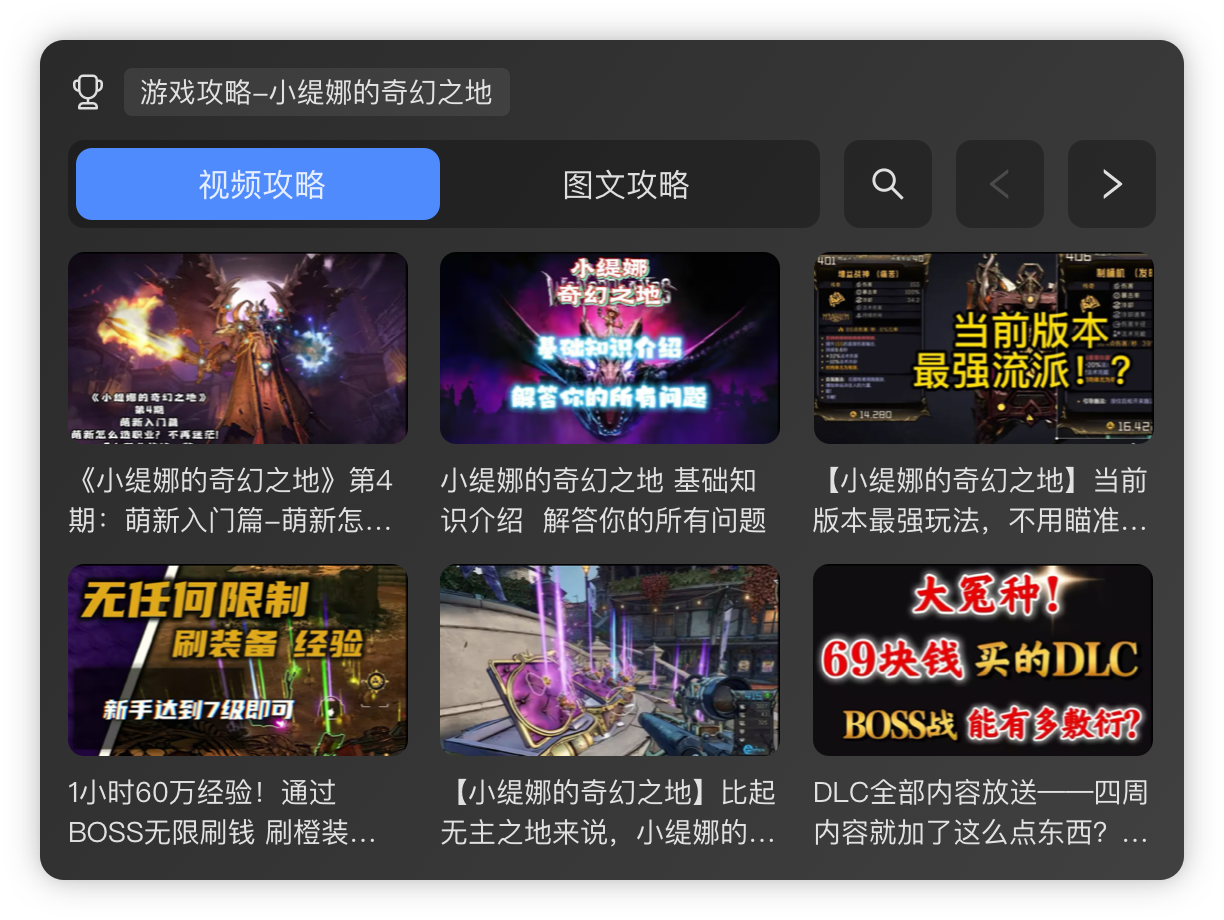 游戏攻略-小缇娜的奇幻之地
视频攻略
图文攻略
《小缇娜的奇幻之地》
第4期
萌新入门篇
萌新怎么选职业？不再迷茫！
小缇娜
奇幻之地
基础知识介绍
解答你的所有问题
当前版本
最强流派！？
14,280
《小缇娜的奇幻之地》第4
期：萌新入门篇-萌新怎...
小缇娜的奇幻之地 基础知
识介绍 解答你的所有问题
【小缇娜的奇幻之地】当前
版本最强玩法，不用瞄准...
无任何限制
刷装备 经验
新手达到7级即可
大冤种！
69块钱 买的DLC
BOSS战 能有多敷衍？
1小时60万经验！通过
BOSS无限刷钱 刷橙装...
【小缇娜的奇幻之地】比起
无主之地来说，小缇娜的...
DLC全部内容放送——四周
内容就加了这么点东西？...